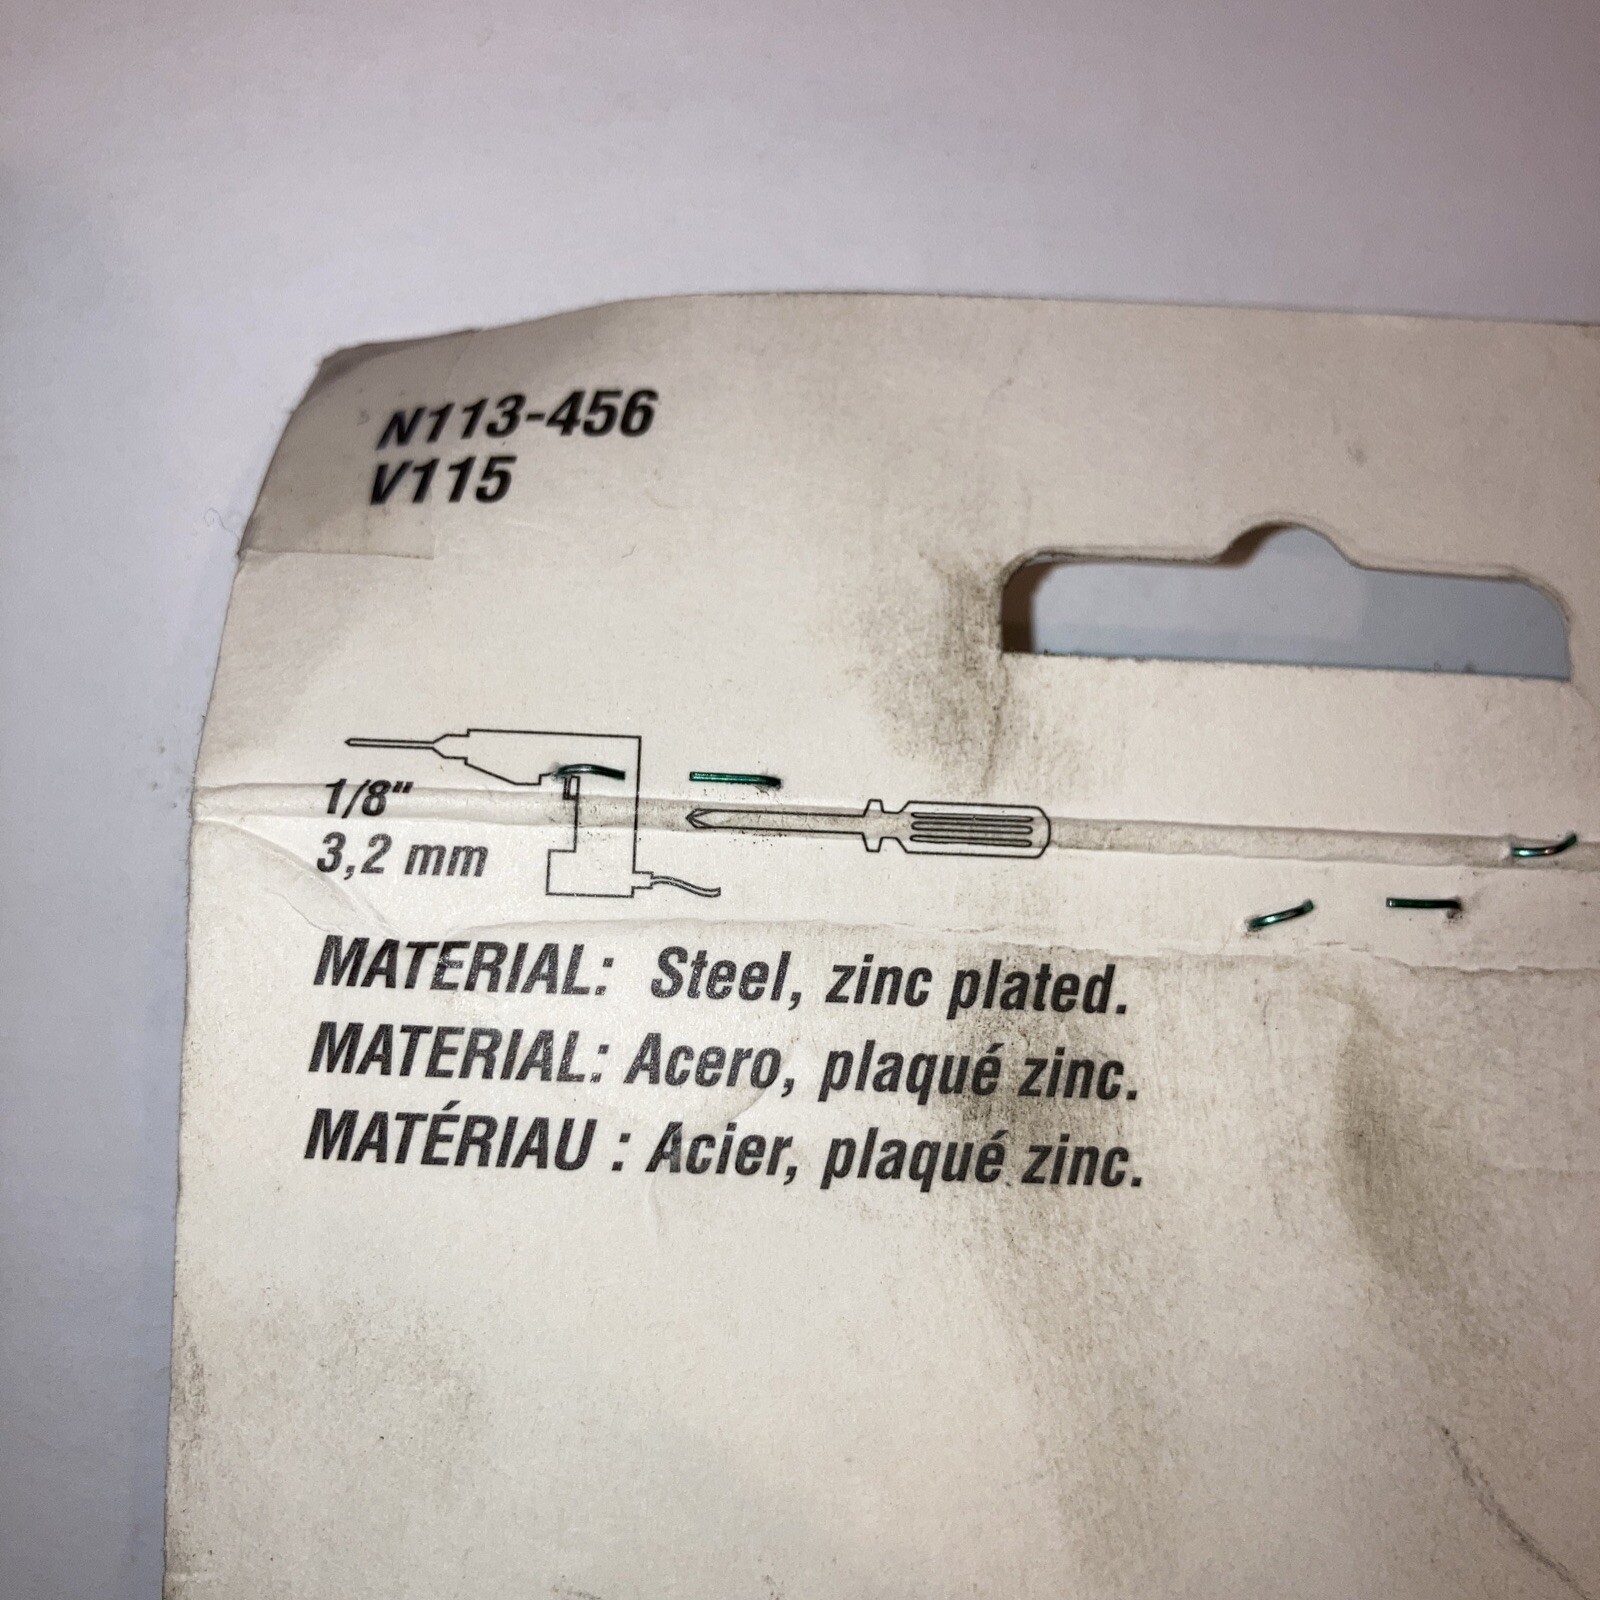 N113-456
V115
1/8"
3,2 mm
MATERIAL: Steel, zinc plated.
MATERIAL: Acero, plaqué zinc.
MATÉRIAU : Acier, plaqué zinc.